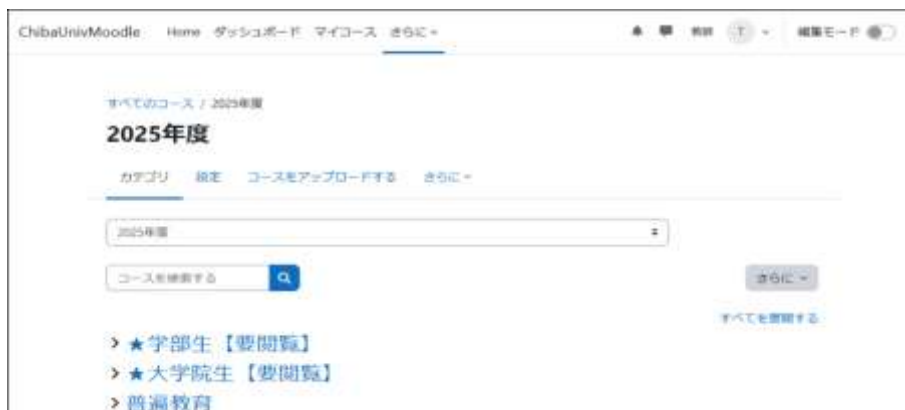 ChibaUnivMoodle Home ダッシュボード マイコース さらに 教師 T 編集モード
すべてのコース / 2025年度
2025年度
カテゴリ 設定 コースをアップロードする さらに
2025年度
コースを検索する さらに
すべてを展開する
★学部生【要閲覧】
★大学院生【要閲覧】
普遍教育